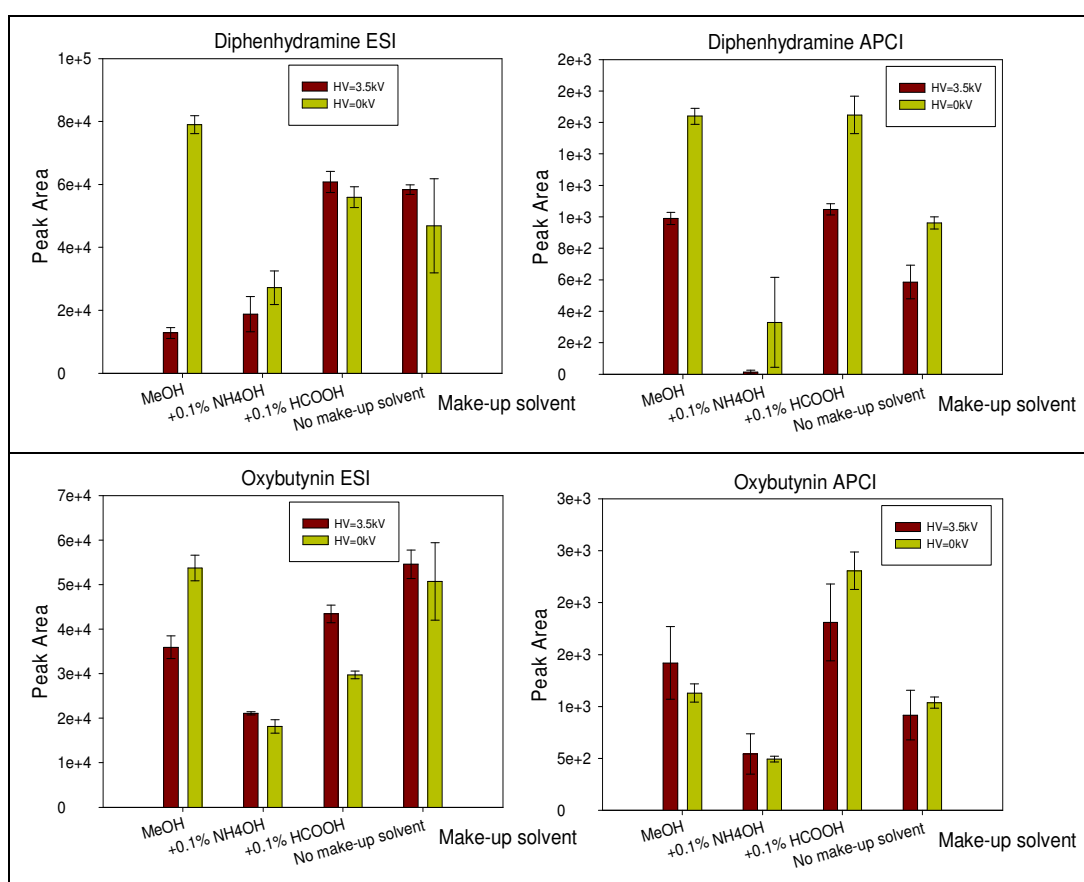 Diphenhydramine ESI
1e+5
8e+4
6e+4
4e+4
2e+4
0
Peak Area
HV=3.5kV
HV=0kV
MeOH
+0.1% NH4OH
+0.1% HCOOH
No make-up solvent
Make-up solvent
Diphenhydramine APCI
2e+3
2e+3
2e+3
1e+3
1e+3
1e+3
8e+2
6e+2
4e+2
2e+2
0
Peak Area
HV=3.5kV
HV=0kV
MeOH
+0.1% NH4OH
+0.1% HCOOH
No make-up solvent
Make-up solvent
Oxybutynin ESI
7e+4
6e+4
5e+4
4e+4
3e+4
2e+4
1e+4
0
Peak Area
HV=3.5kV
HV=0kV
MeOH
+0.1% NH4OH
+0.1% HCOOH
No make-up solvent
Make-up solvent
Oxybutynin APCI
3e+3
3e+3
2e+3
2e+3
1e+3
5e+2
0
Peak Area
HV=3.5kV
HV=0kV
MeOH
+0.1% NH4OH
+0.1% HCOOH
No make-up solvent
Make-up solvent